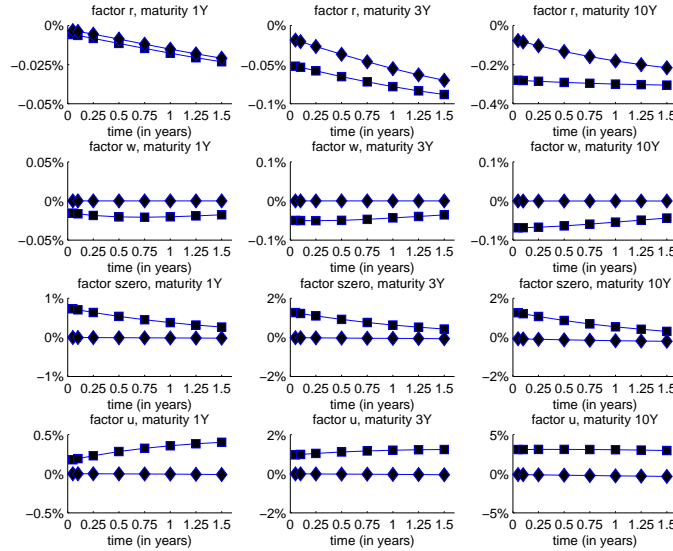 factor r, maturity 1Y factor r, maturity 3Y factor r, maturity 10Y
0% 0% 0%
−0.025% −0.05% −0.2%
−0.05% −0.1% −0.4%
0 0.25 0.5 0.75 1 1.25 1.5 0 0.25 0.5 0.75 1 1.25 1.5 0 0.25 0.5 0.75 1 1.25 1.5
time (in years) time (in years) time (in years)
factor w, maturity 1Y factor w, maturity 3Y factor w, maturity 10Y
0.05% 0.1% 0.1%
0% 0% 0%
−0.05% −0.1% −0.1%
0 0.25 0.5 0.75 1 1.25 1.5 0 0.25 0.5 0.75 1 1.25 1.5 0 0.25 0.5 0.75 1 1.25 1.5
time (in years) time (in years) time (in years)
factor szero, maturity 1Y factor szero, maturity 3Y factor szero, maturity 10Y
1% 2% 2%
0% 0% 0%
−1% −2% −2%
0 0.25 0.5 0.75 1 1.25 1.5 0 0.25 0.5 0.75 1 1.25 1.5 0 0.25 0.5 0.75 1 1.25 1.5
time (in years) time (in years) time (in years)
factor u, maturity 1Y factor u, maturity 3Y factor u, maturity 10Y
0.5% 2% 5%
0% 0% 0%
−0.5% −2% −5%
0 0.25 0.5 0.75 1 1.25 1.5 0 0.25 0.5 0.75 1 1.25 1.5 0 0.25 0.5 0.75 1 1.25 1.5
time (in years) time (in years) time (in years)